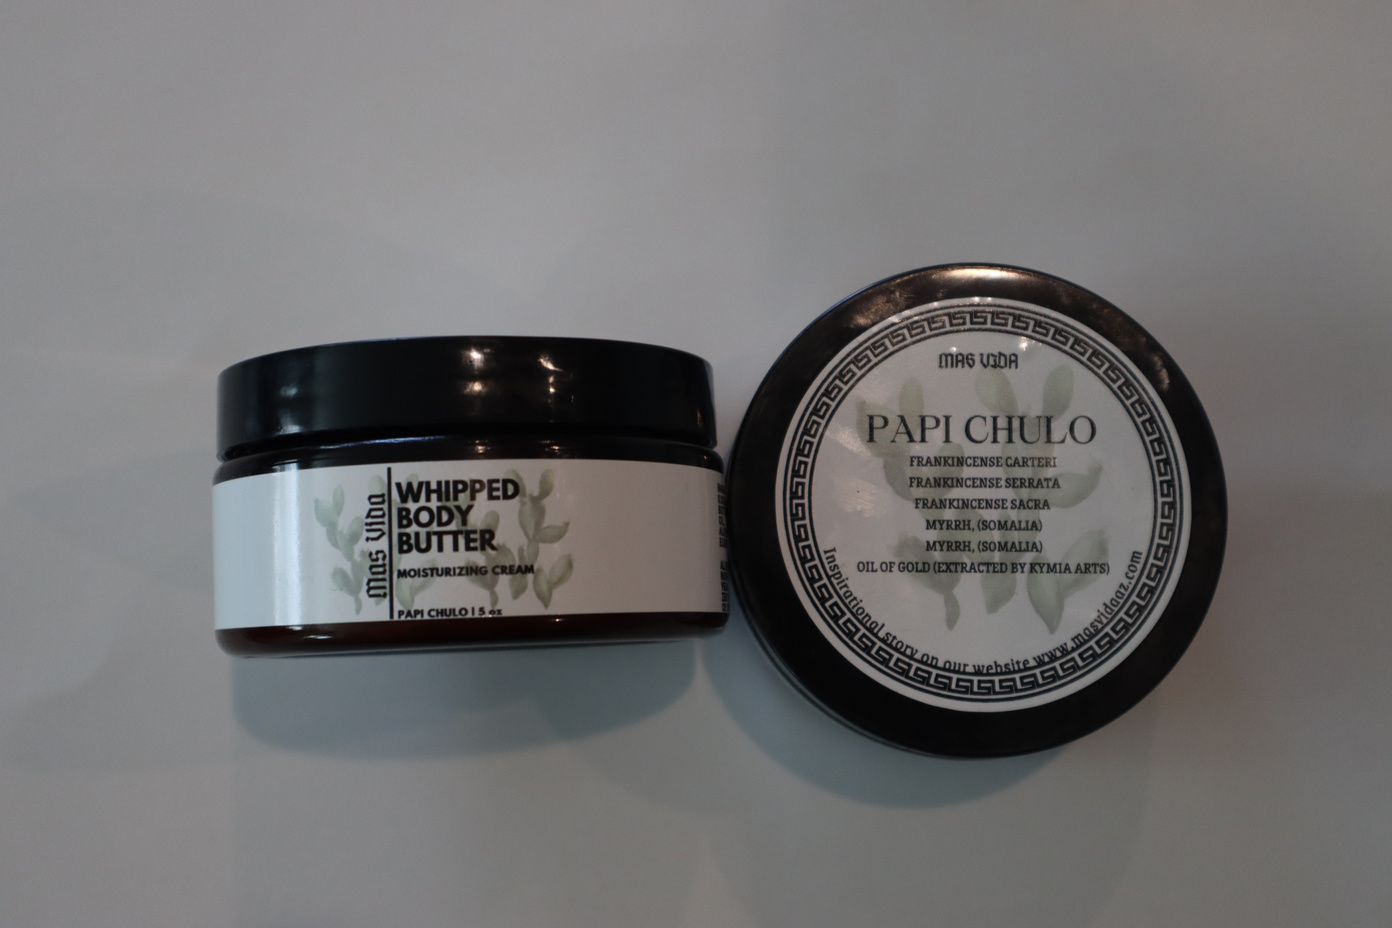 Mas Vida
WHIPPED
BODY
BUTTER
MOISTURIZING CREAM
PAPI CHULO | 5 oz
MAS VIDA
PAPI CHULO
FRANKINCENSE CARTERI
FRANKINCENSE SERRATA
FRANKINCENSE SACRA
MYRRH, (SOMALIA)
MYRRH, (SOMALIA)
OIL OF GOLD (EXTRACTED BY KYMIA ARTS)
Inspirational story on our website www.masvidaaz.com